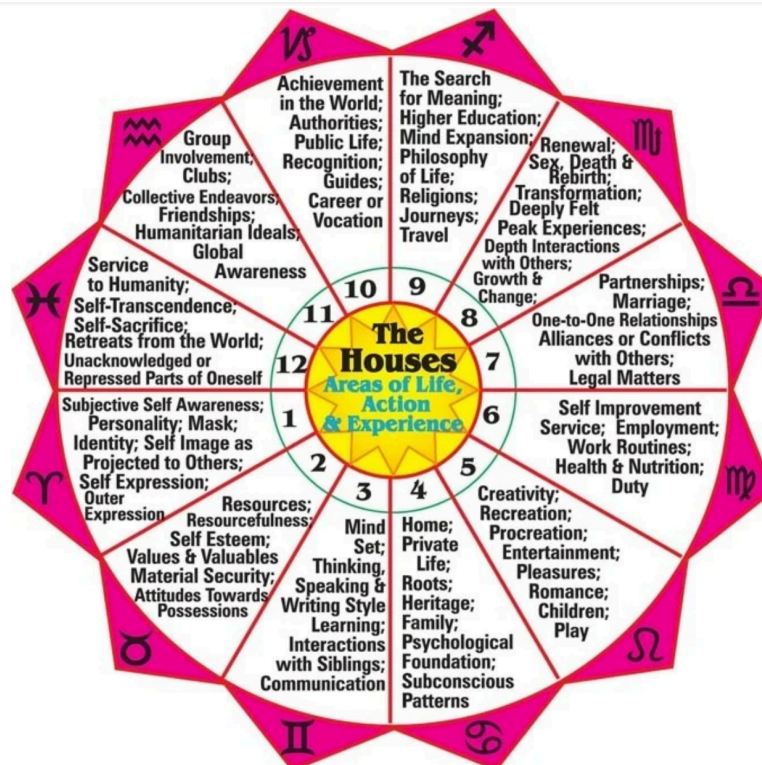 The
Houses
Areas of Life,
Action
& Experience
1
Subjective Self Awareness;
Personality; Mask;
Identity; Self Image as
Projected to Others;
Self Expression;
Outer
Expression
2
Resources;
Resourcefulness;
Self Esteem;
Values & Valuables
Material Security;
Attitudes Towards
Possessions
3
Mind
Set;
Thinking,
Speaking &
Writing Style
Learning;
Interactions
with Siblings;
Communication
4
Home;
Private
Life;
Roots;
Heritage;
Family;
Psychological
Foundation;
Subconscious
Patterns
5
Creativity;
Recreation;
Procreation;
Entertainment;
Pleasures;
Romance;
Children;
Play
6
Self Improvement
Service; Employment;
Work Routines;
Health & Nutrition;
Duty
7
Partnerships;
Marriage;
One-to-One Relationships
Alliances or Conflicts
with Others;
Legal Matters
8
Renewal;
Sex, Death &
Rebirth;
Transformation;
Deeply Felt
Peak Experiences;
Depth Interactions
with Others;
Growth &
Change;
9
The Search
for Meaning;
Higher Education;
Mind Expansion;
Philosophy
of Life;
Religions;
Journeys;
Travel
10
Achievement
in the World;
Authorities;
Public Life;
Recognition;
Guides;
Career or
Vocation
11
Group
Involvement;
Clubs;
Collective Endeavors;
Friendships;
Humanitarian Ideals;
Global
Awareness
12
Service
to Humanity;
Self-Transcendence;
Self-Sacrifice;
Retreats from the World;
Unacknowledged or
Repressed Parts of Oneself
♈
♉
♊
♋
♌
♍
♎
♏
♐
♑
♒
♓